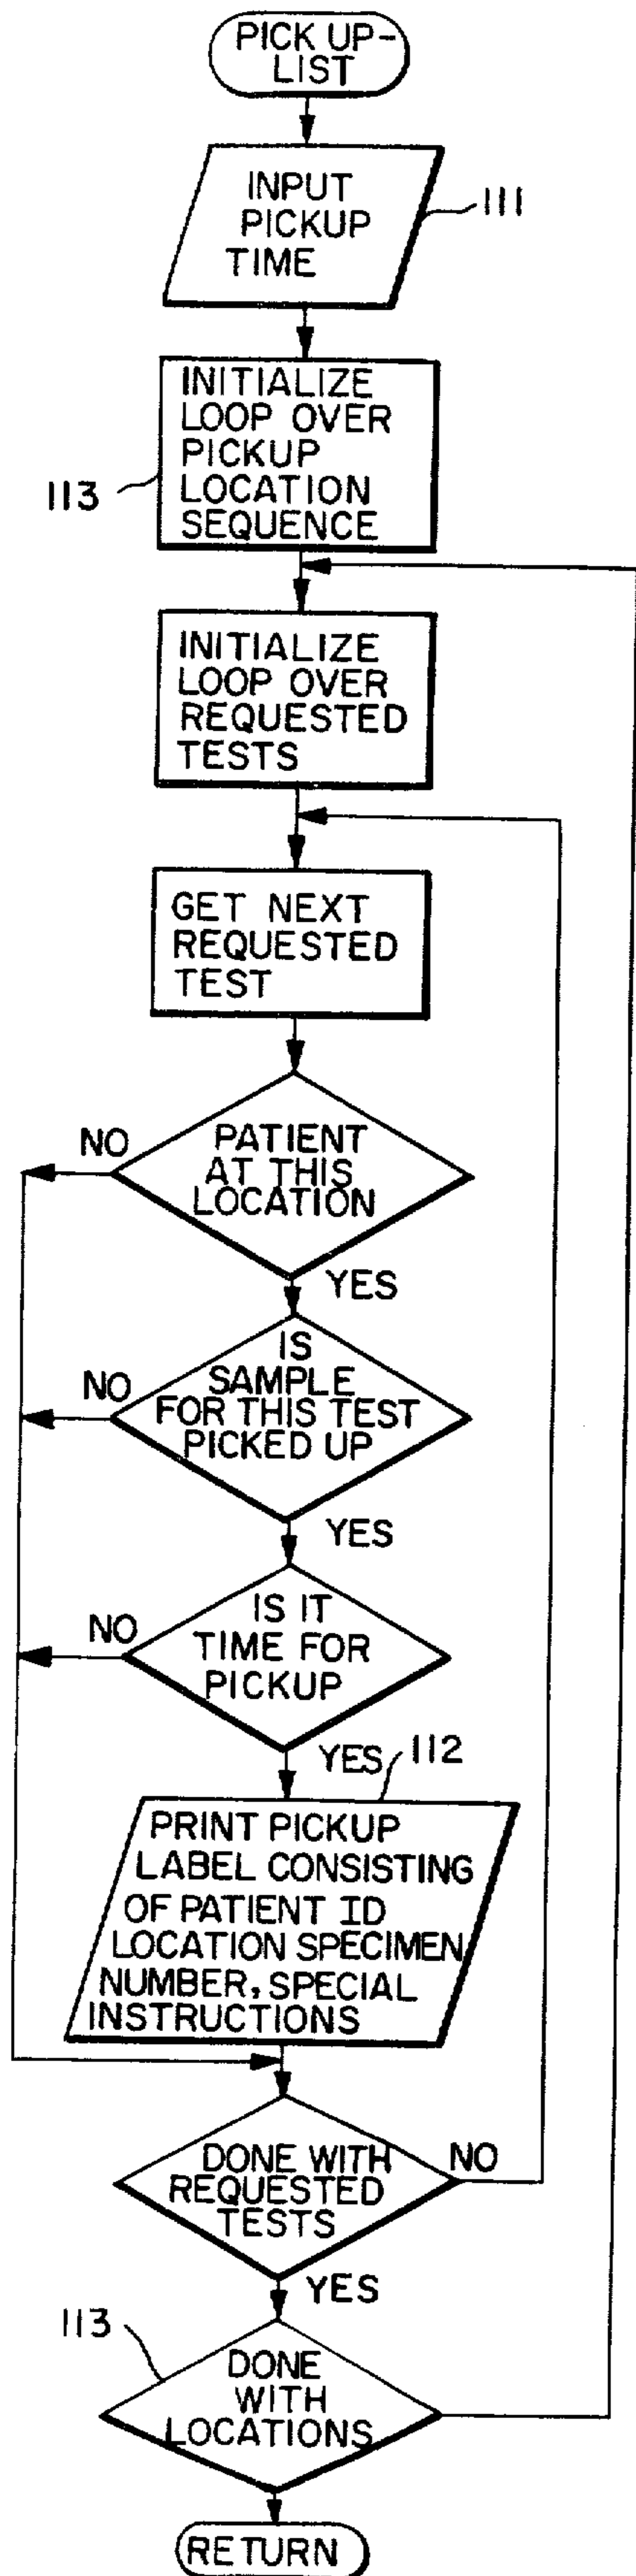 PICK UP-
LIST
INPUT
PICKUP
TIME
111
INITIALIZE
LOOP OVER
PICKUP
LOCATION
SEQUENCE
113
INITIALIZE
LOOP OVER
REQUESTED
TESTS
GET NEXT
REQUESTED
TEST
NO
PATIENT
AT THIS
LOCATION
YES
NO
IS
SAMPLE
FOR THIS TEST
PICKED UP
YES
NO
IS IT
TIME FOR
PICKUP
YES
112
PRINT PICKUP
LABEL CONSISTING
OF PATIENT ID
LOCATION SPECIMEN
NUMBER, SPECIAL
INSTRUCTIONS
DONE WITH
REQUESTED
TESTS
NO
YES
113
DONE
WITH
LOCATIONS
RETURN